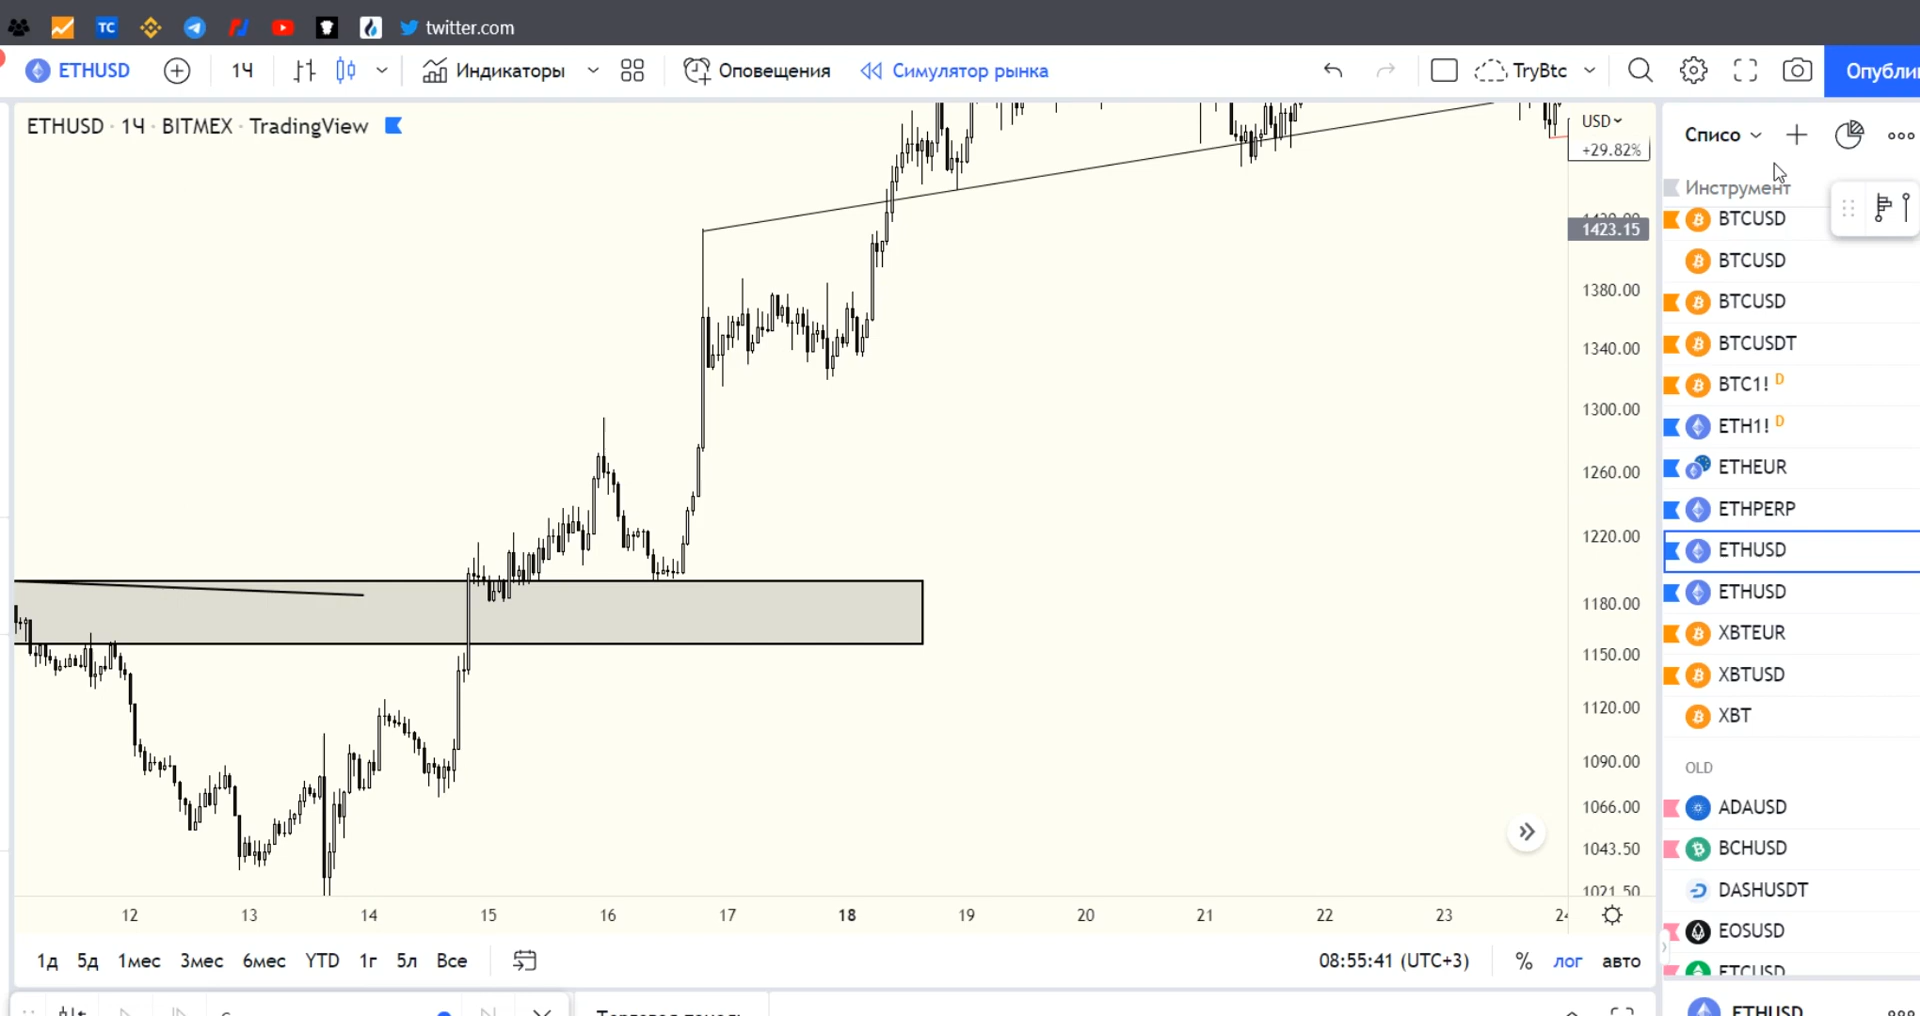 twitter.com
ETHUSD 1Ч Индикаторы Оповещения Симулятор рынка TryBtc
ETHUSD · 1Ч · BITMEX · TradingView
USD
+29.82%
1423.15
1380.00
1340.00
1300.00
1260.00
1220.00
1180.00
1150.00
1120.00
1090.00
1066.00
1043.50
1021.50
12 13 14 15 16 17 18 19 20 21 22 23
1д 5д 1мес 3мес 6мес YTD 1г 5л Все 08:55:41 (UTC+3) % лог авто
Инструмент
BTCUSD
BTCUSD
BTCUSD
BTCUSDT
BTC1! D
ETH1! D
ETHEUR
ETHPERP
ETHUSD
ETHUSD
XBTEUR
XBTUSD
XBT
OLD
ADAUSD
BCHUSD
DASHUSDT
EOSUSD
ETCUSD
ETHUSD